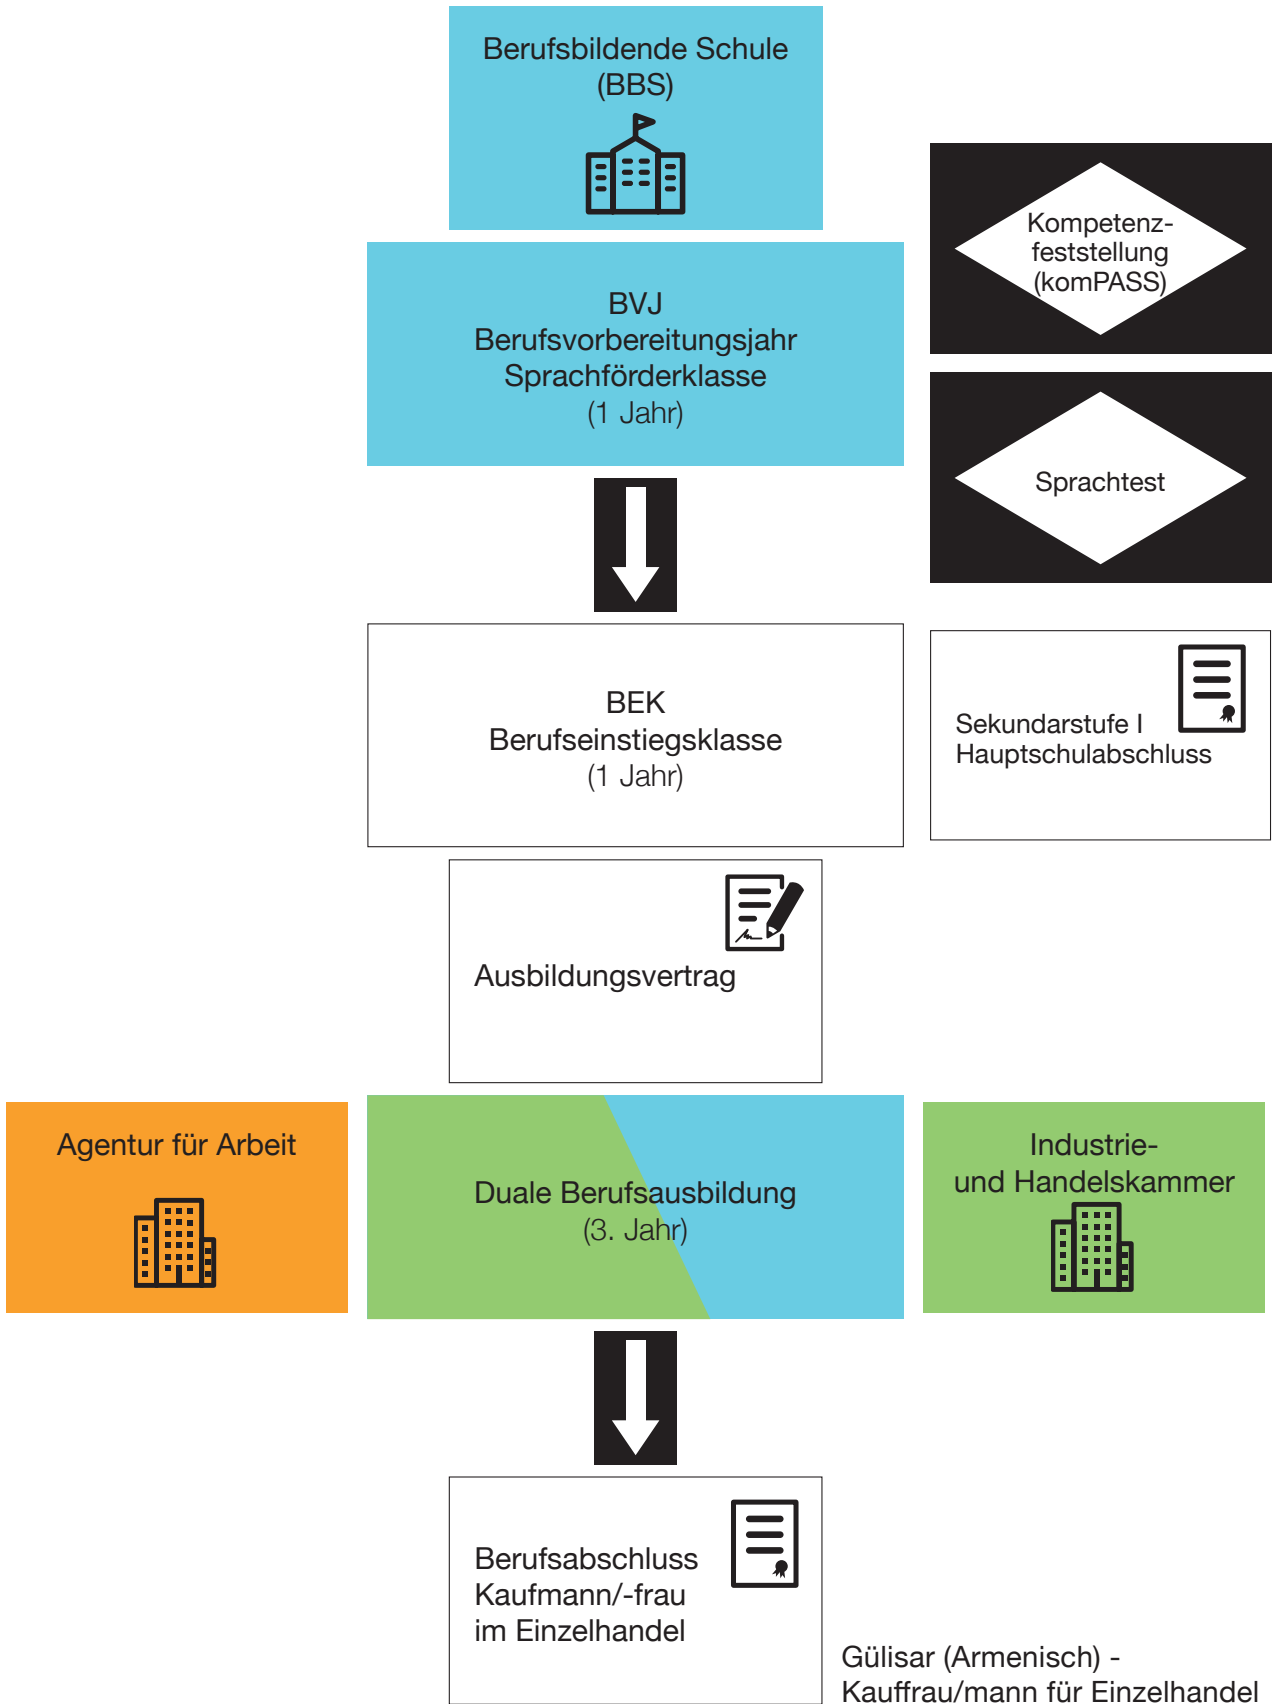 Berufsbildende Schule
(BBS)
Kompetenz-
feststellung
(komPASS)
BVJ
Berufsvorbereitungsjahr
Sprachförderklasse
(1 Jahr)
Sprachtest
BEK
Berufseinstiegsklasse
(1 Jahr)
Sekundarstufe I
Hauptschulabschluss
Ausbildungsvertrag
Agentur für Arbeit
Duale Berufsausbildung
(3. Jahr)
Industrie-
und Handelskammer
Berufsabschluss
Kaufmann/-frau
im Einzelhandel
Gülisar (Armenisch) -
Kauffrau/mann für Einzelhandel